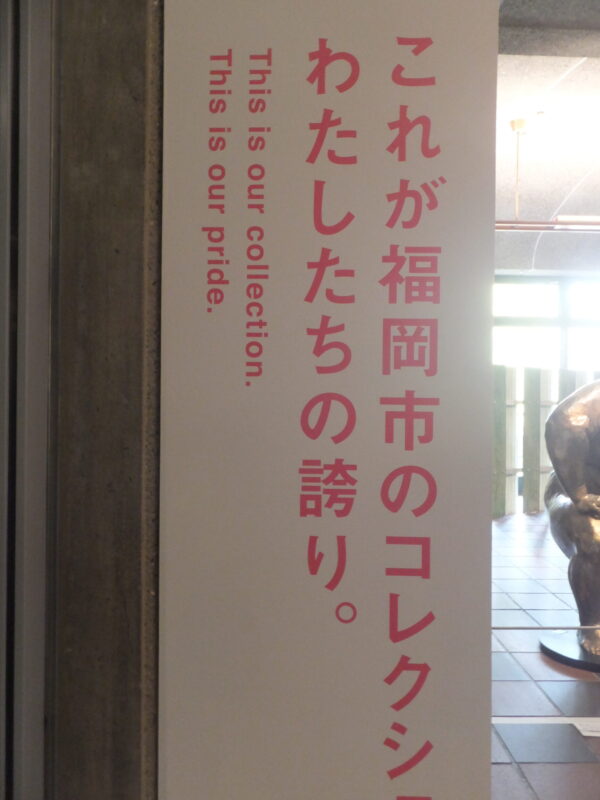 これが福岡市のコレクシ
わたしたちの誇り。
This is our collection.
This is our pride.